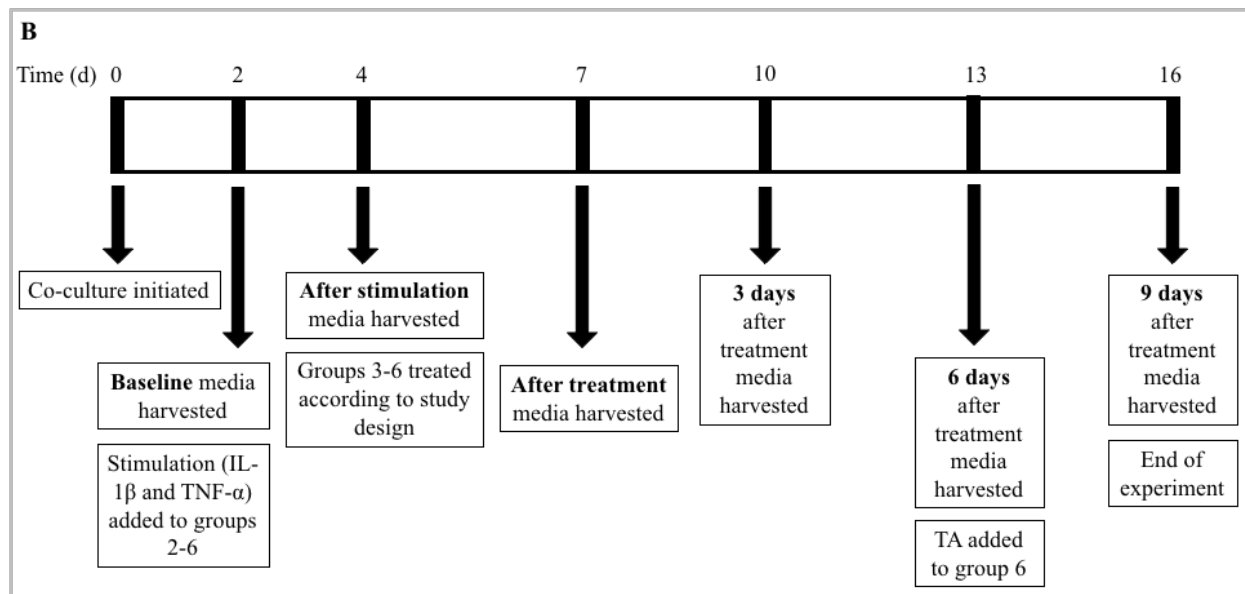 B
Time (d) 0 2 4 7 10 13 16
Co-culture initiated
Baseline media
harvested
Stimulation (IL-
1β and TNF-α)
added to groups
2-6
After stimulation
media harvested
Groups 3-6 treated
according to study
design
After treatment
media harvested
3 days
after
treatment
media
harvested
6 days
after
treatment
media
harvested
TA added
to group 6
9 days
after
treatment
media
harvested
End of
experiment